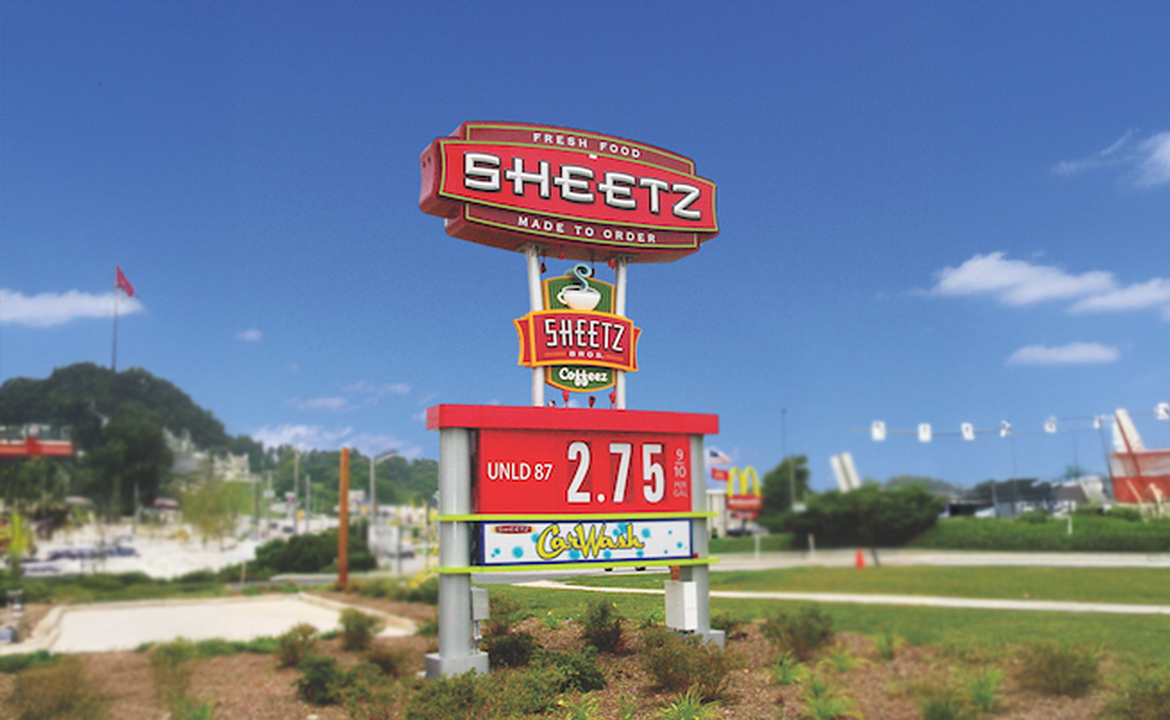 FRESH FOOD
SHEETZ
MADE TO ORDER
SHEETZ
BROS.
Coffeez
UNLD 87 2.75 9/10 PER GAL
SHEETZ
CarWash